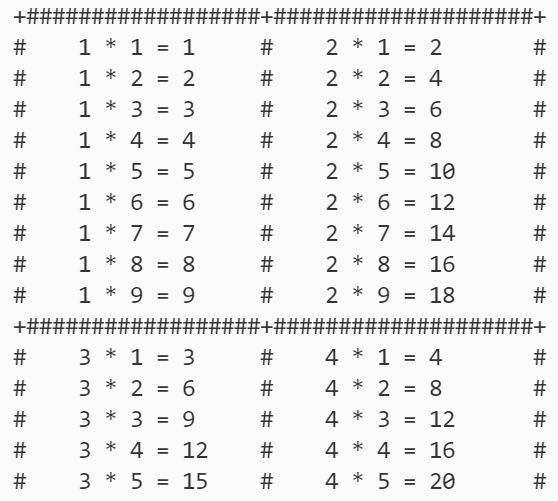 +##################+####################+
#    1 * 1 = 1     #    2 * 1 = 2       #
#    1 * 2 = 2     #    2 * 2 = 4       #
#    1 * 3 = 3     #    2 * 3 = 6       #
#    1 * 4 = 4     #    2 * 4 = 8       #
#    1 * 5 = 5     #    2 * 5 = 10      #
#    1 * 6 = 6     #    2 * 6 = 12      #
#    1 * 7 = 7     #    2 * 7 = 14      #
#    1 * 8 = 8     #    2 * 8 = 16      #
#    1 * 9 = 9     #    2 * 9 = 18      #
+##################+####################+
#    3 * 1 = 3     #    4 * 1 = 4       #
#    3 * 2 = 6     #    4 * 2 = 8       #
#    3 * 3 = 9     #    4 * 3 = 12      #
#    3 * 4 = 12    #    4 * 4 = 16      #
#    3 * 5 = 15    #    4 * 5 = 20      #